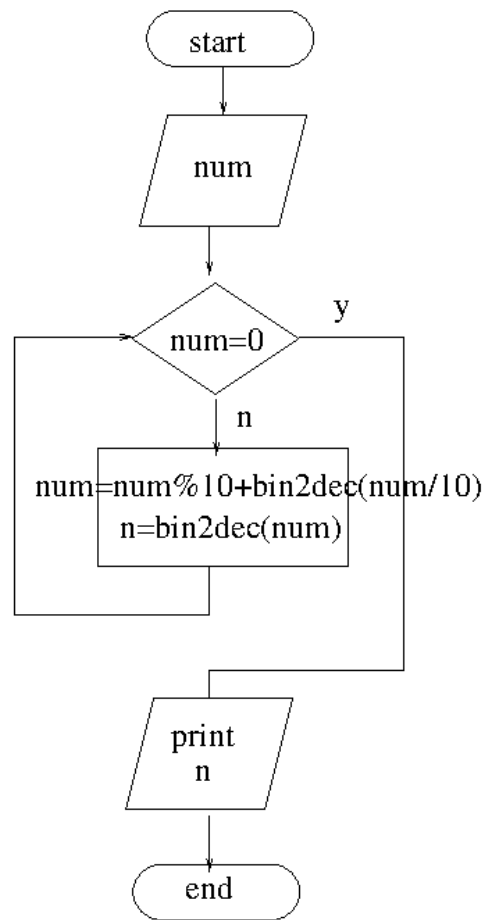 start
num
num=0
y
n
num=num%10+bin2dec(num/10)
n=bin2dec(num)
print
n
end